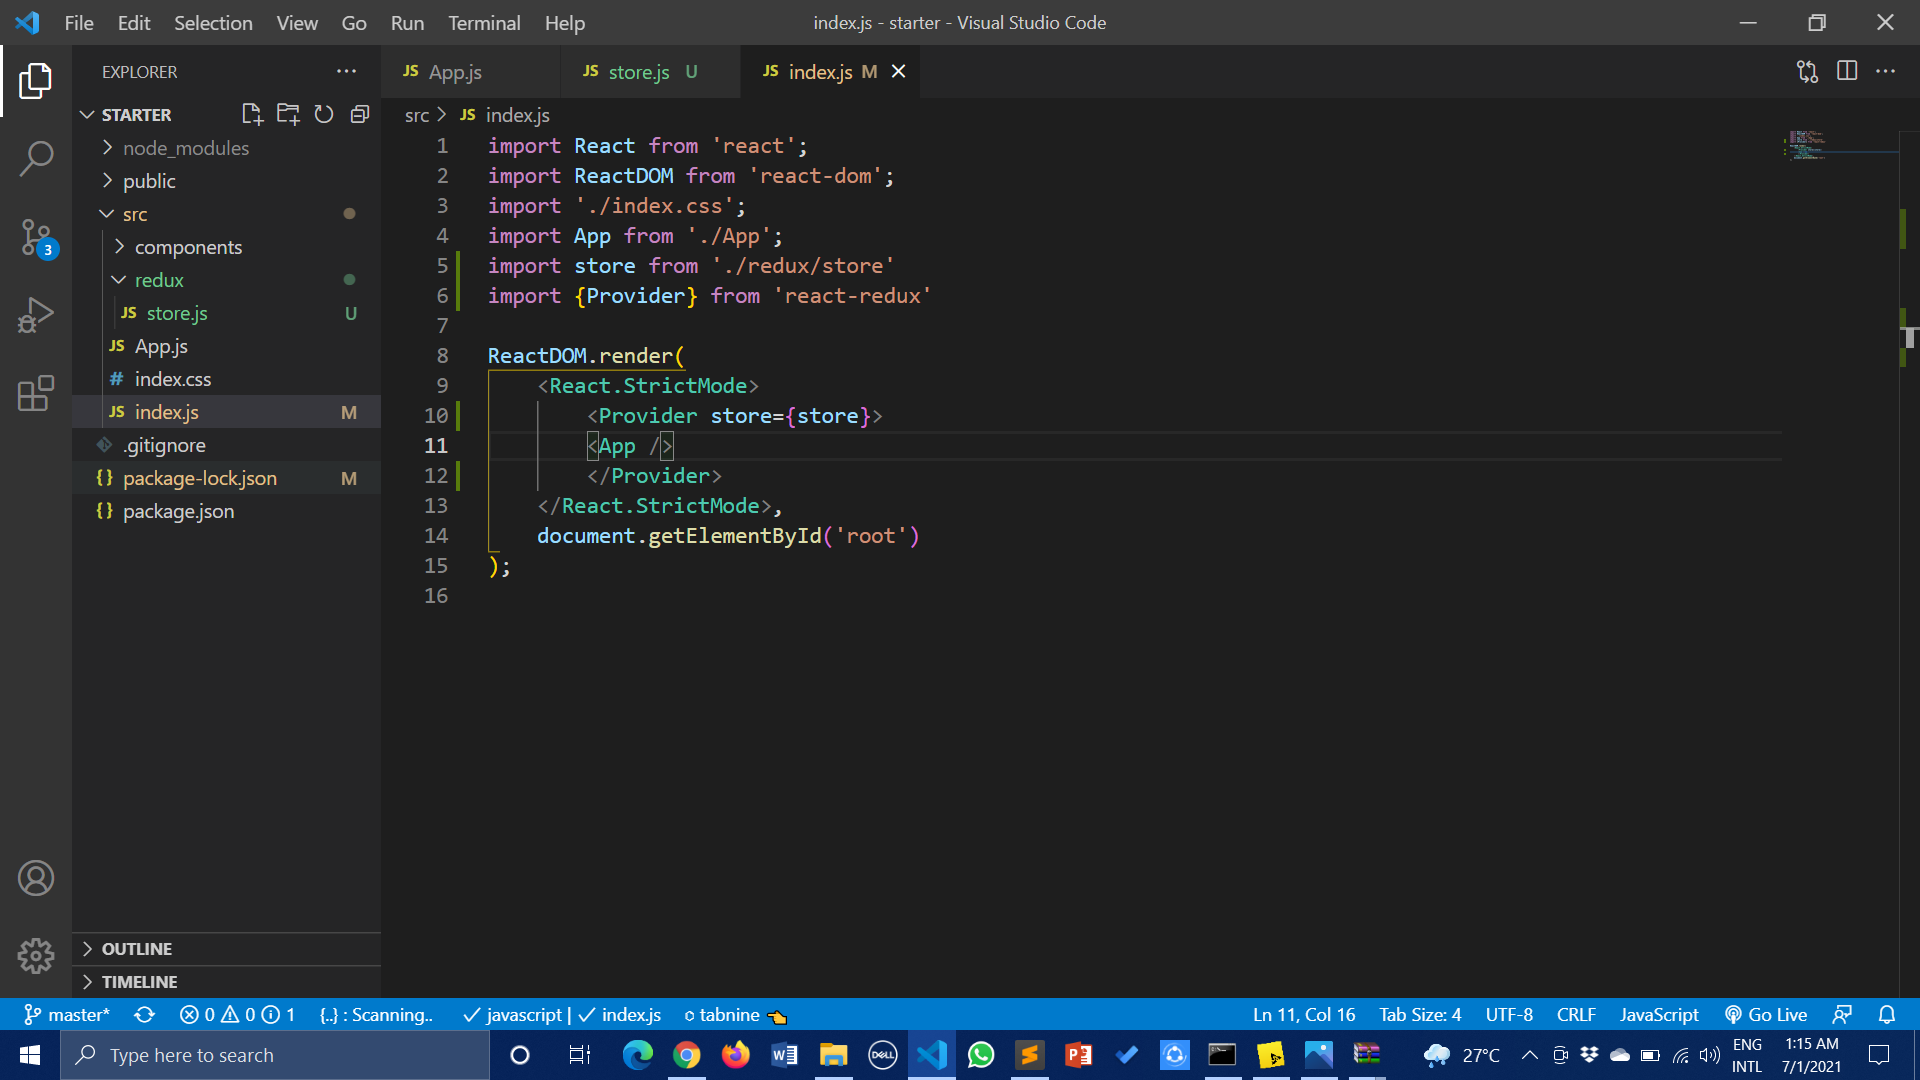 File Edit Selection View Go Run Terminal Help
index.js - starter - Visual Studio Code
EXPLORER
JS App.js
JS store.js U
JS index.js M
STARTER
node_modules
public
src
components
redux
JS store.js U
JS App.js
# index.css
JS index.js M
.gitignore
{} package-lock.json M
{} package.json
3
OUTLINE
TIMELINE
src > JS index.js
1 import React from 'react';
2 import ReactDOM from 'react-dom';
3 import './index.css';
4 import App from './App';
5 import store from './redux/store'
6 import {Provider} from 'react-redux'
7
8 ReactDOM.render(
9 <React.StrictMode>
10 <Provider store={store}>
11 <App />
12 </Provider>
13 </React.StrictMode>,
14 document.getElementById('root')
15 );
16
master* 0 0 1 {..} : Scanning.. javascript | index.js tabnine
Ln 11, Col 16 Tab Size: 4 UTF-8 CRLF JavaScript Go Live
Type here to search
DELL
27°C
ENG
INTL
1:15 AM
7/1/2021